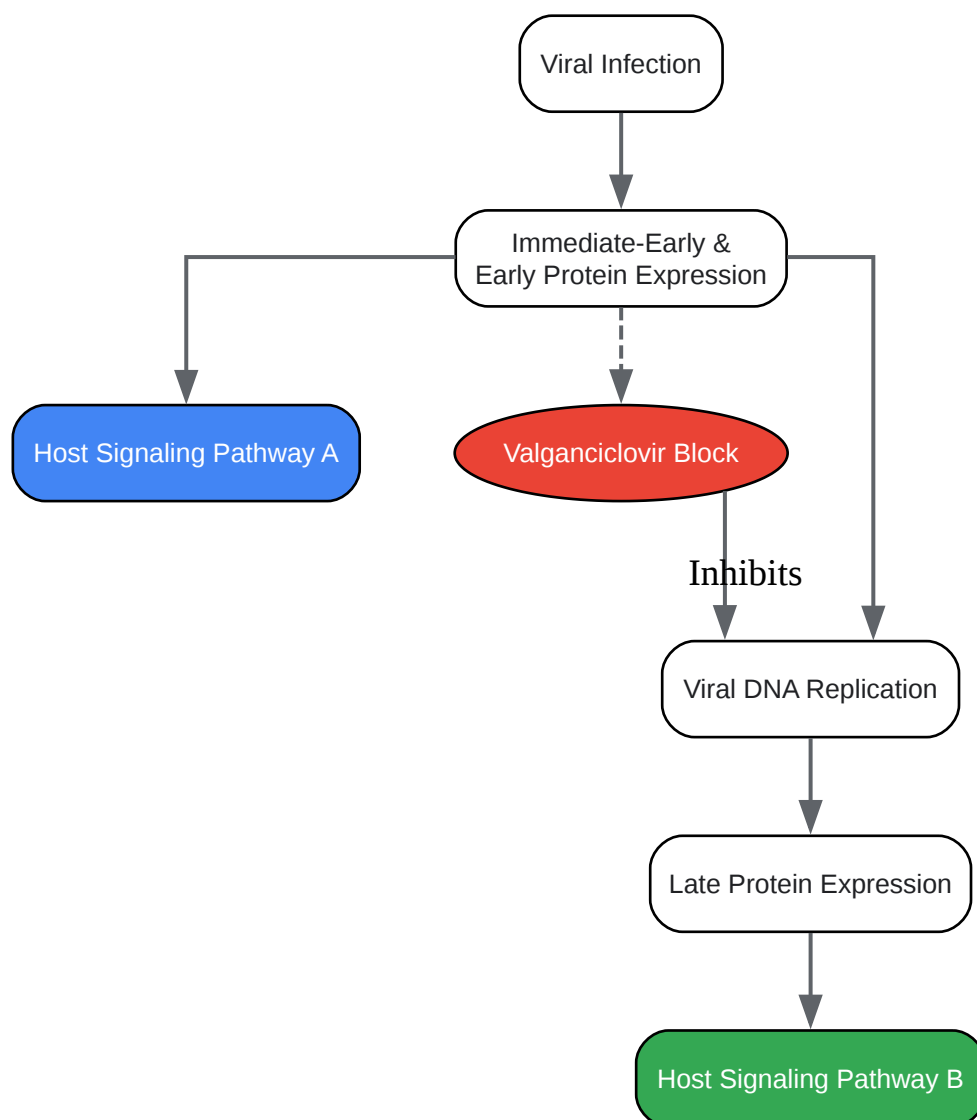 Viral Infection
Immediate-Early &
Early Protein Expression
Host Signaling Pathway A
Valganciclovir Block
Inhibits
Viral DNA Replication
Late Protein Expression
Host Signaling Pathway B